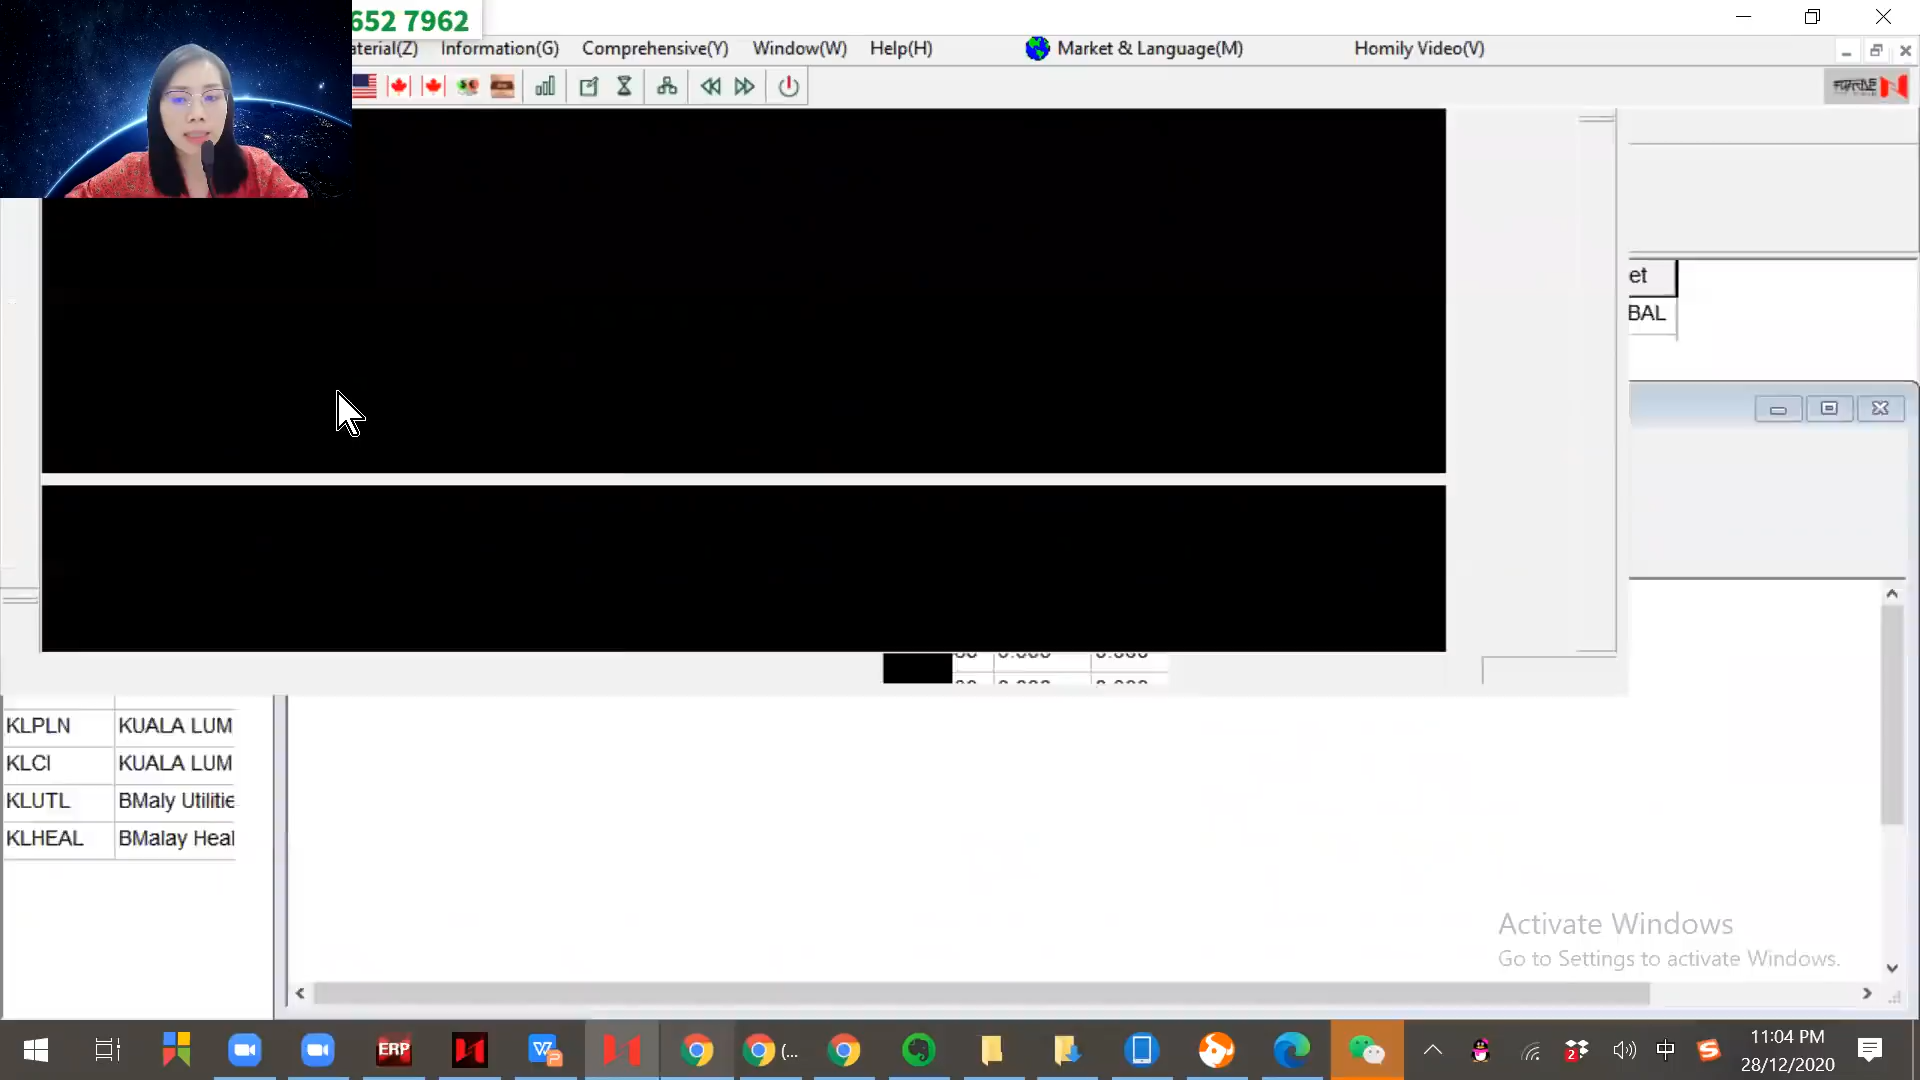 652 7962
aterial(Z) Information(G) Comprehensive(Y) Window(W) Help(H) Market & Language(M) Homily Video(V)
et
BAL
KLPLN KUALA LUM
KLCI KUALA LUM
KLUTL BMaly Utilitie
KLHEAL BMalay Heal
Activate Windows
Go to Settings to activate Windows.
ERP (... 2 中 11:04 PM
28/12/2020